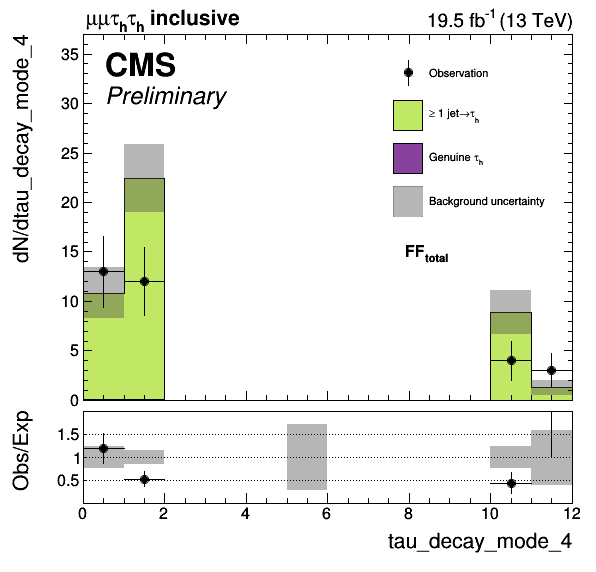 μμτhτh inclusive
19.5 fb-1 (13 TeV)
CMS
Preliminary
Observation
≥ 1 jet→τh
Genuine τh
Background uncertainty
FFtotal
dN/dtau_decay_mode_4
35
30
25
20
15
10
5
0
Obs/Exp
1.5
1
0.5
0 2 4 6 8 10 12
tau_decay_mode_4